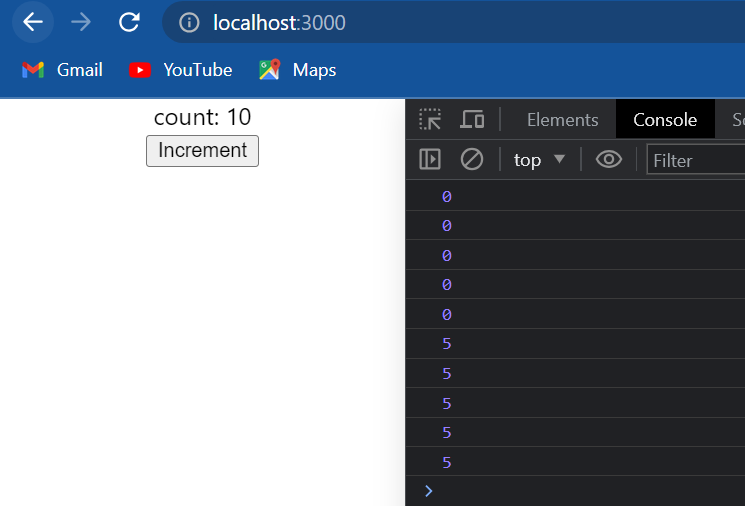 localhost:3000
Gmail YouTube Maps
count: 10
Increment
Elements Console
top Filter
0
0
0
0
0
5
5
5
5
5